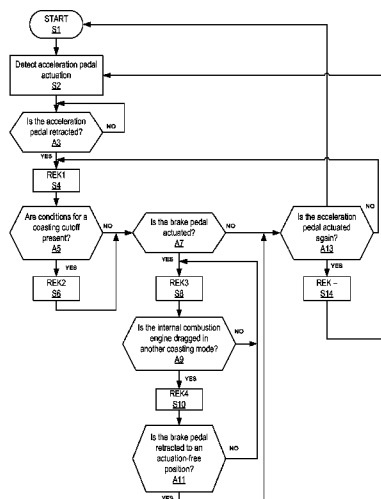 START
S1
Detect acceleration pedal
actuation
S2
Is the acceleration
pedal retracted?
A3
NO
YES
REK1
S4
Are conditions for a
coasting cutoff
present?
A5
NO
YES
REK2
S6
Is the brake pedal
actuated?
A7
NO
YES
REK3
S8
Is the internal combustion
engine dragged in
another coasting mode?
A9
NO
YES
REK4
S10
Is the brake pedal
retracted to an
actuation-free
position?
A11
NO
YES
Is the acceleration
pedal actuated
again?
A13
NO
YES
REK –
S14